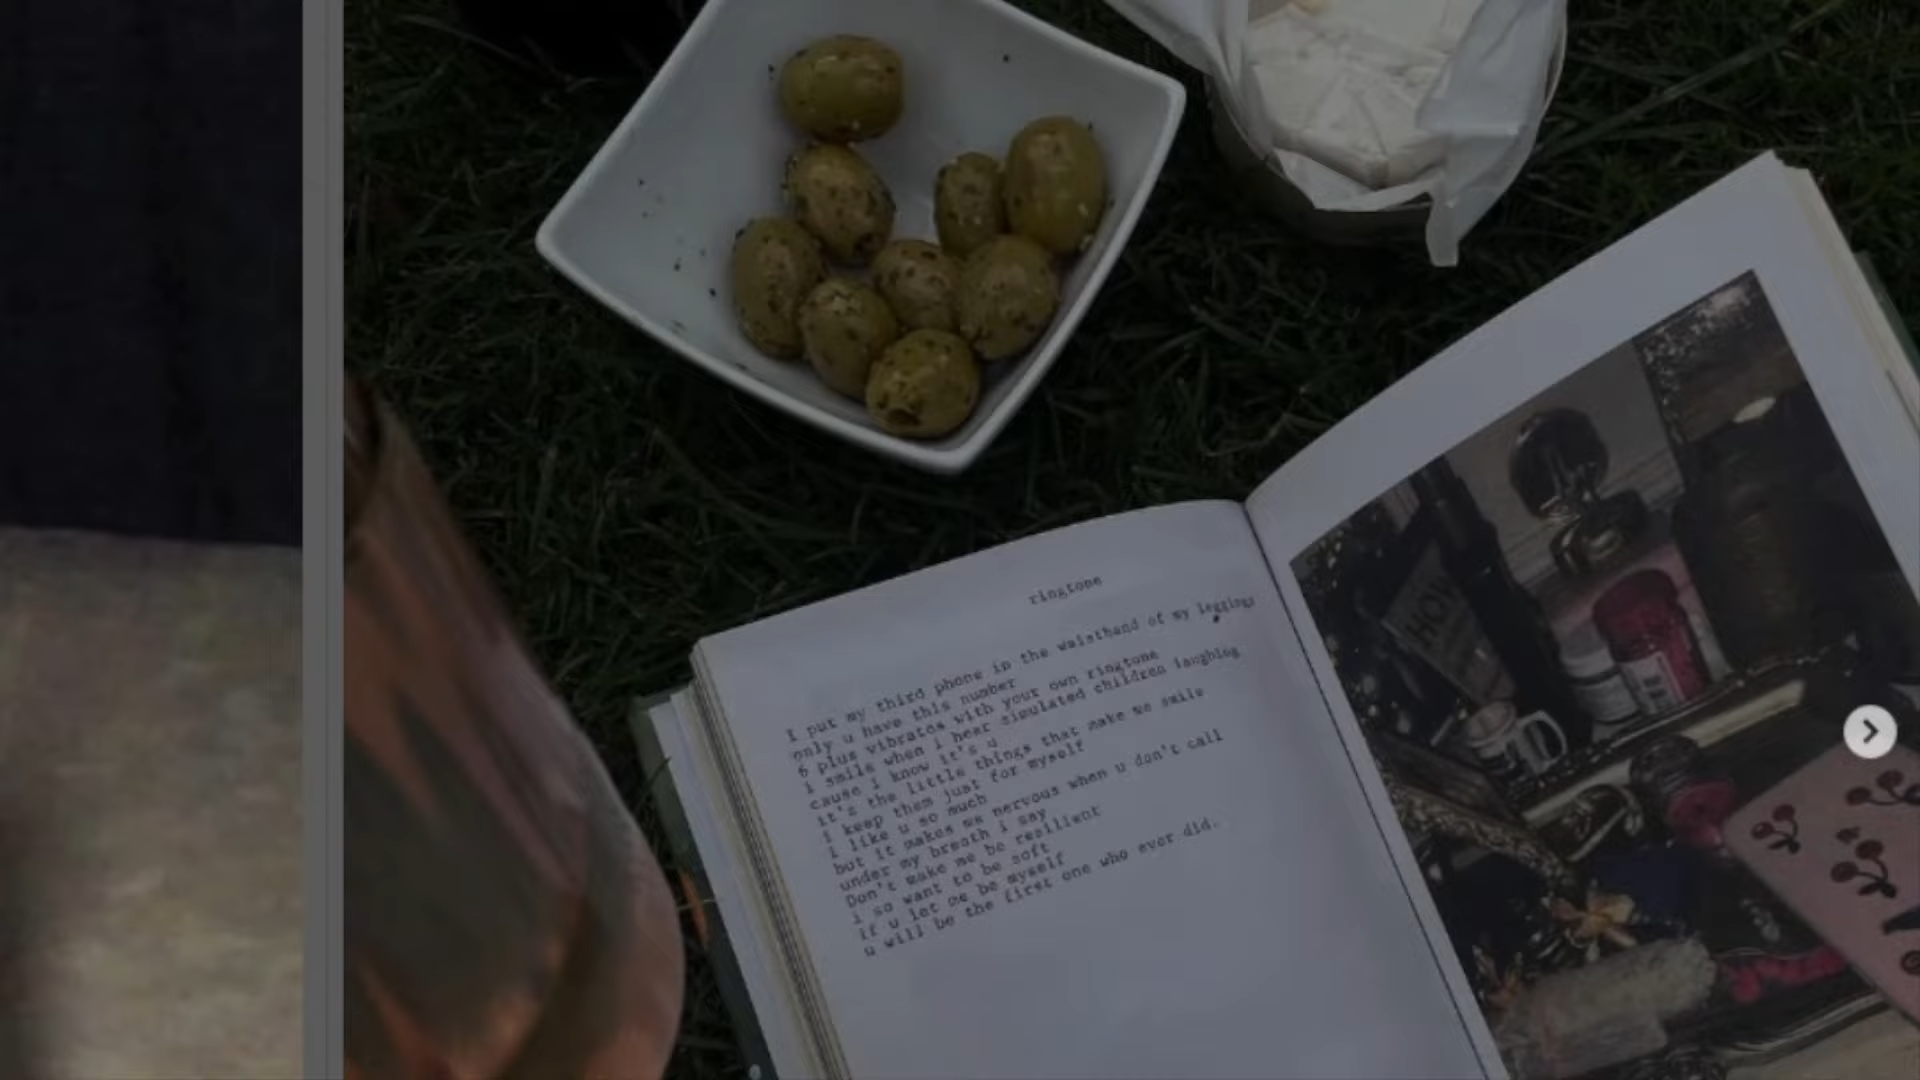 ringtone
I put my third phone in the waistband of my leggings
only u have this number
& plus vibrates with your own ringtone
i smile when i hear simulated children laughing
cause i know it's u
it's the little things that make me smile
i keep them just for myself
i like u so much
but it makes me nervous when u don't call
under my breath i say
Don't make me be resilient
i so want to be soft
if u let me be myself
u will be the first one who ever did.
HOW